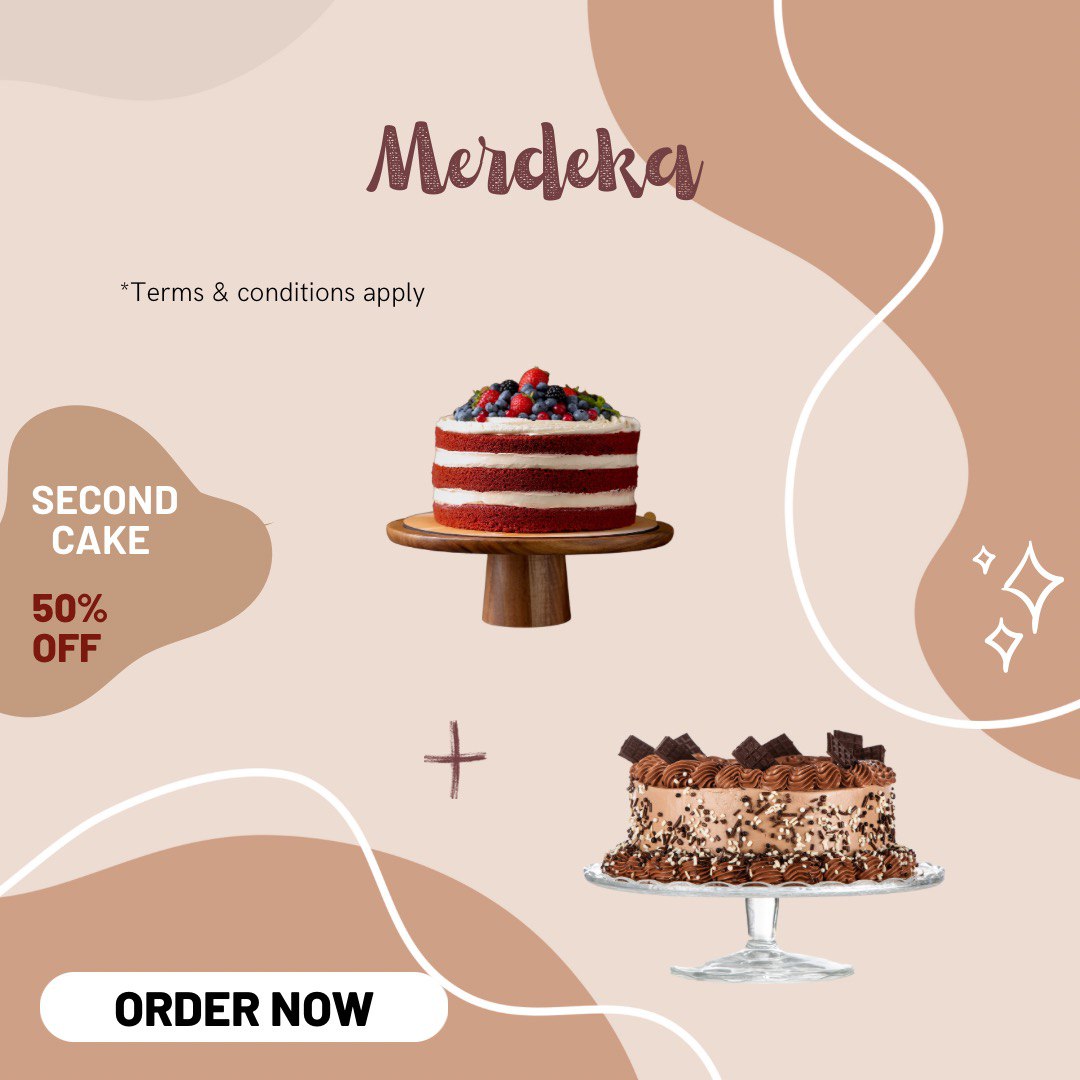 Merdeka
*Terms & conditions apply
SECOND
CAKE
50%
OFF
ORDER NOW